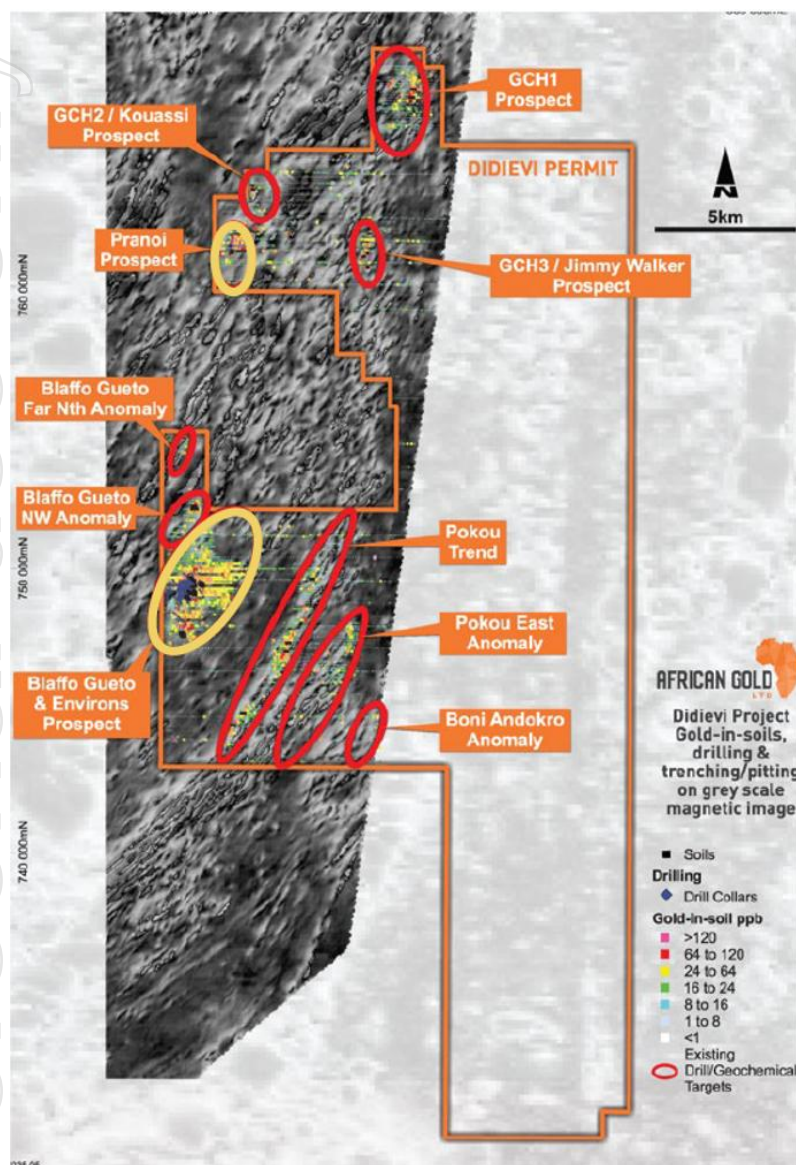 GCH1
Prospect
GCH2 / Kouassi
Prospect
DIDIEVI PERMIT
N
5km
Pranoi
Prospect
GCH3 / Jimmy Walker
Prospect
760 000mN
Blaffo Gueto
Far Nth Anomaly
Blaffo Gueto
NW Anomaly
Pokou
Trend
750 000mN
Pokou East
Anomaly
Blaffo Gueto
& Environs
Prospect
Boni Andokro
Anomaly
AFRICAN GOLD
LTD
Didievi Project
Gold-in-soils,
drilling &
trenching/pitting
on grey scale
magnetic image
740 000mN
Soils
Drilling
Drill Collars
Gold-in-soil ppb
>120
64 to 120
24 to 64
16 to 24
8 to 16
1 to 8
<1
Existing
Drill/Geochemical
Targets